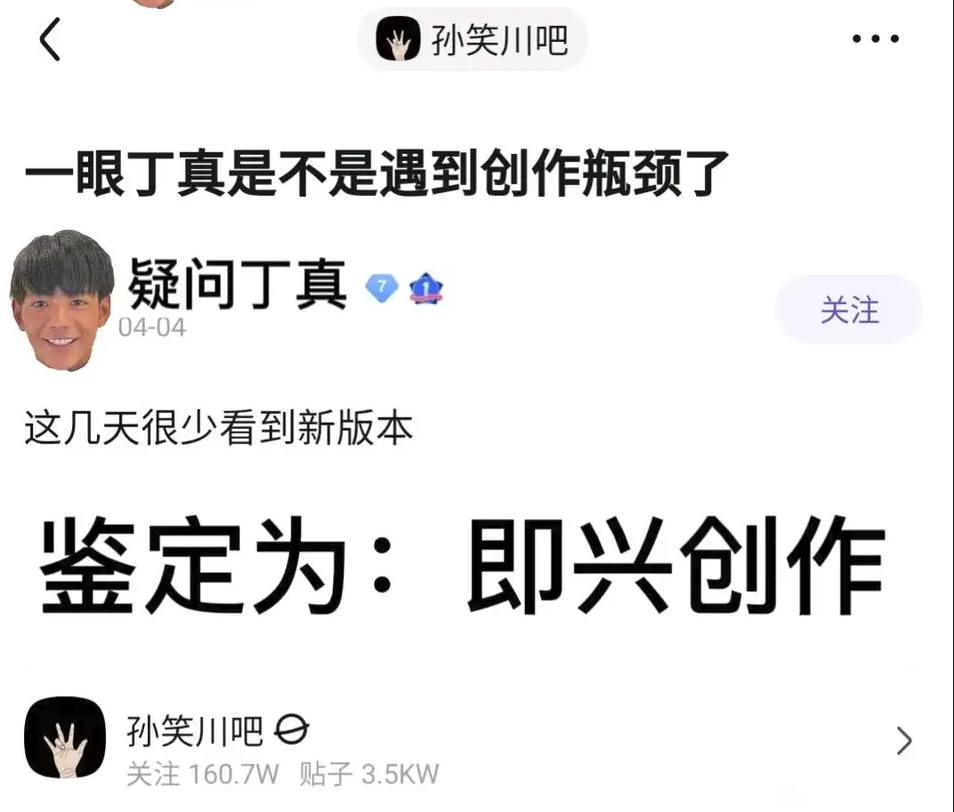 孙笑川吧
一眼丁真是不是遇到创作瓶颈了
疑问丁真 7 1
04-04
关注
这几天很少看到新版本
鉴定为：即兴创作
孙笑川吧
关注 160.7W 贴子 3.5KW